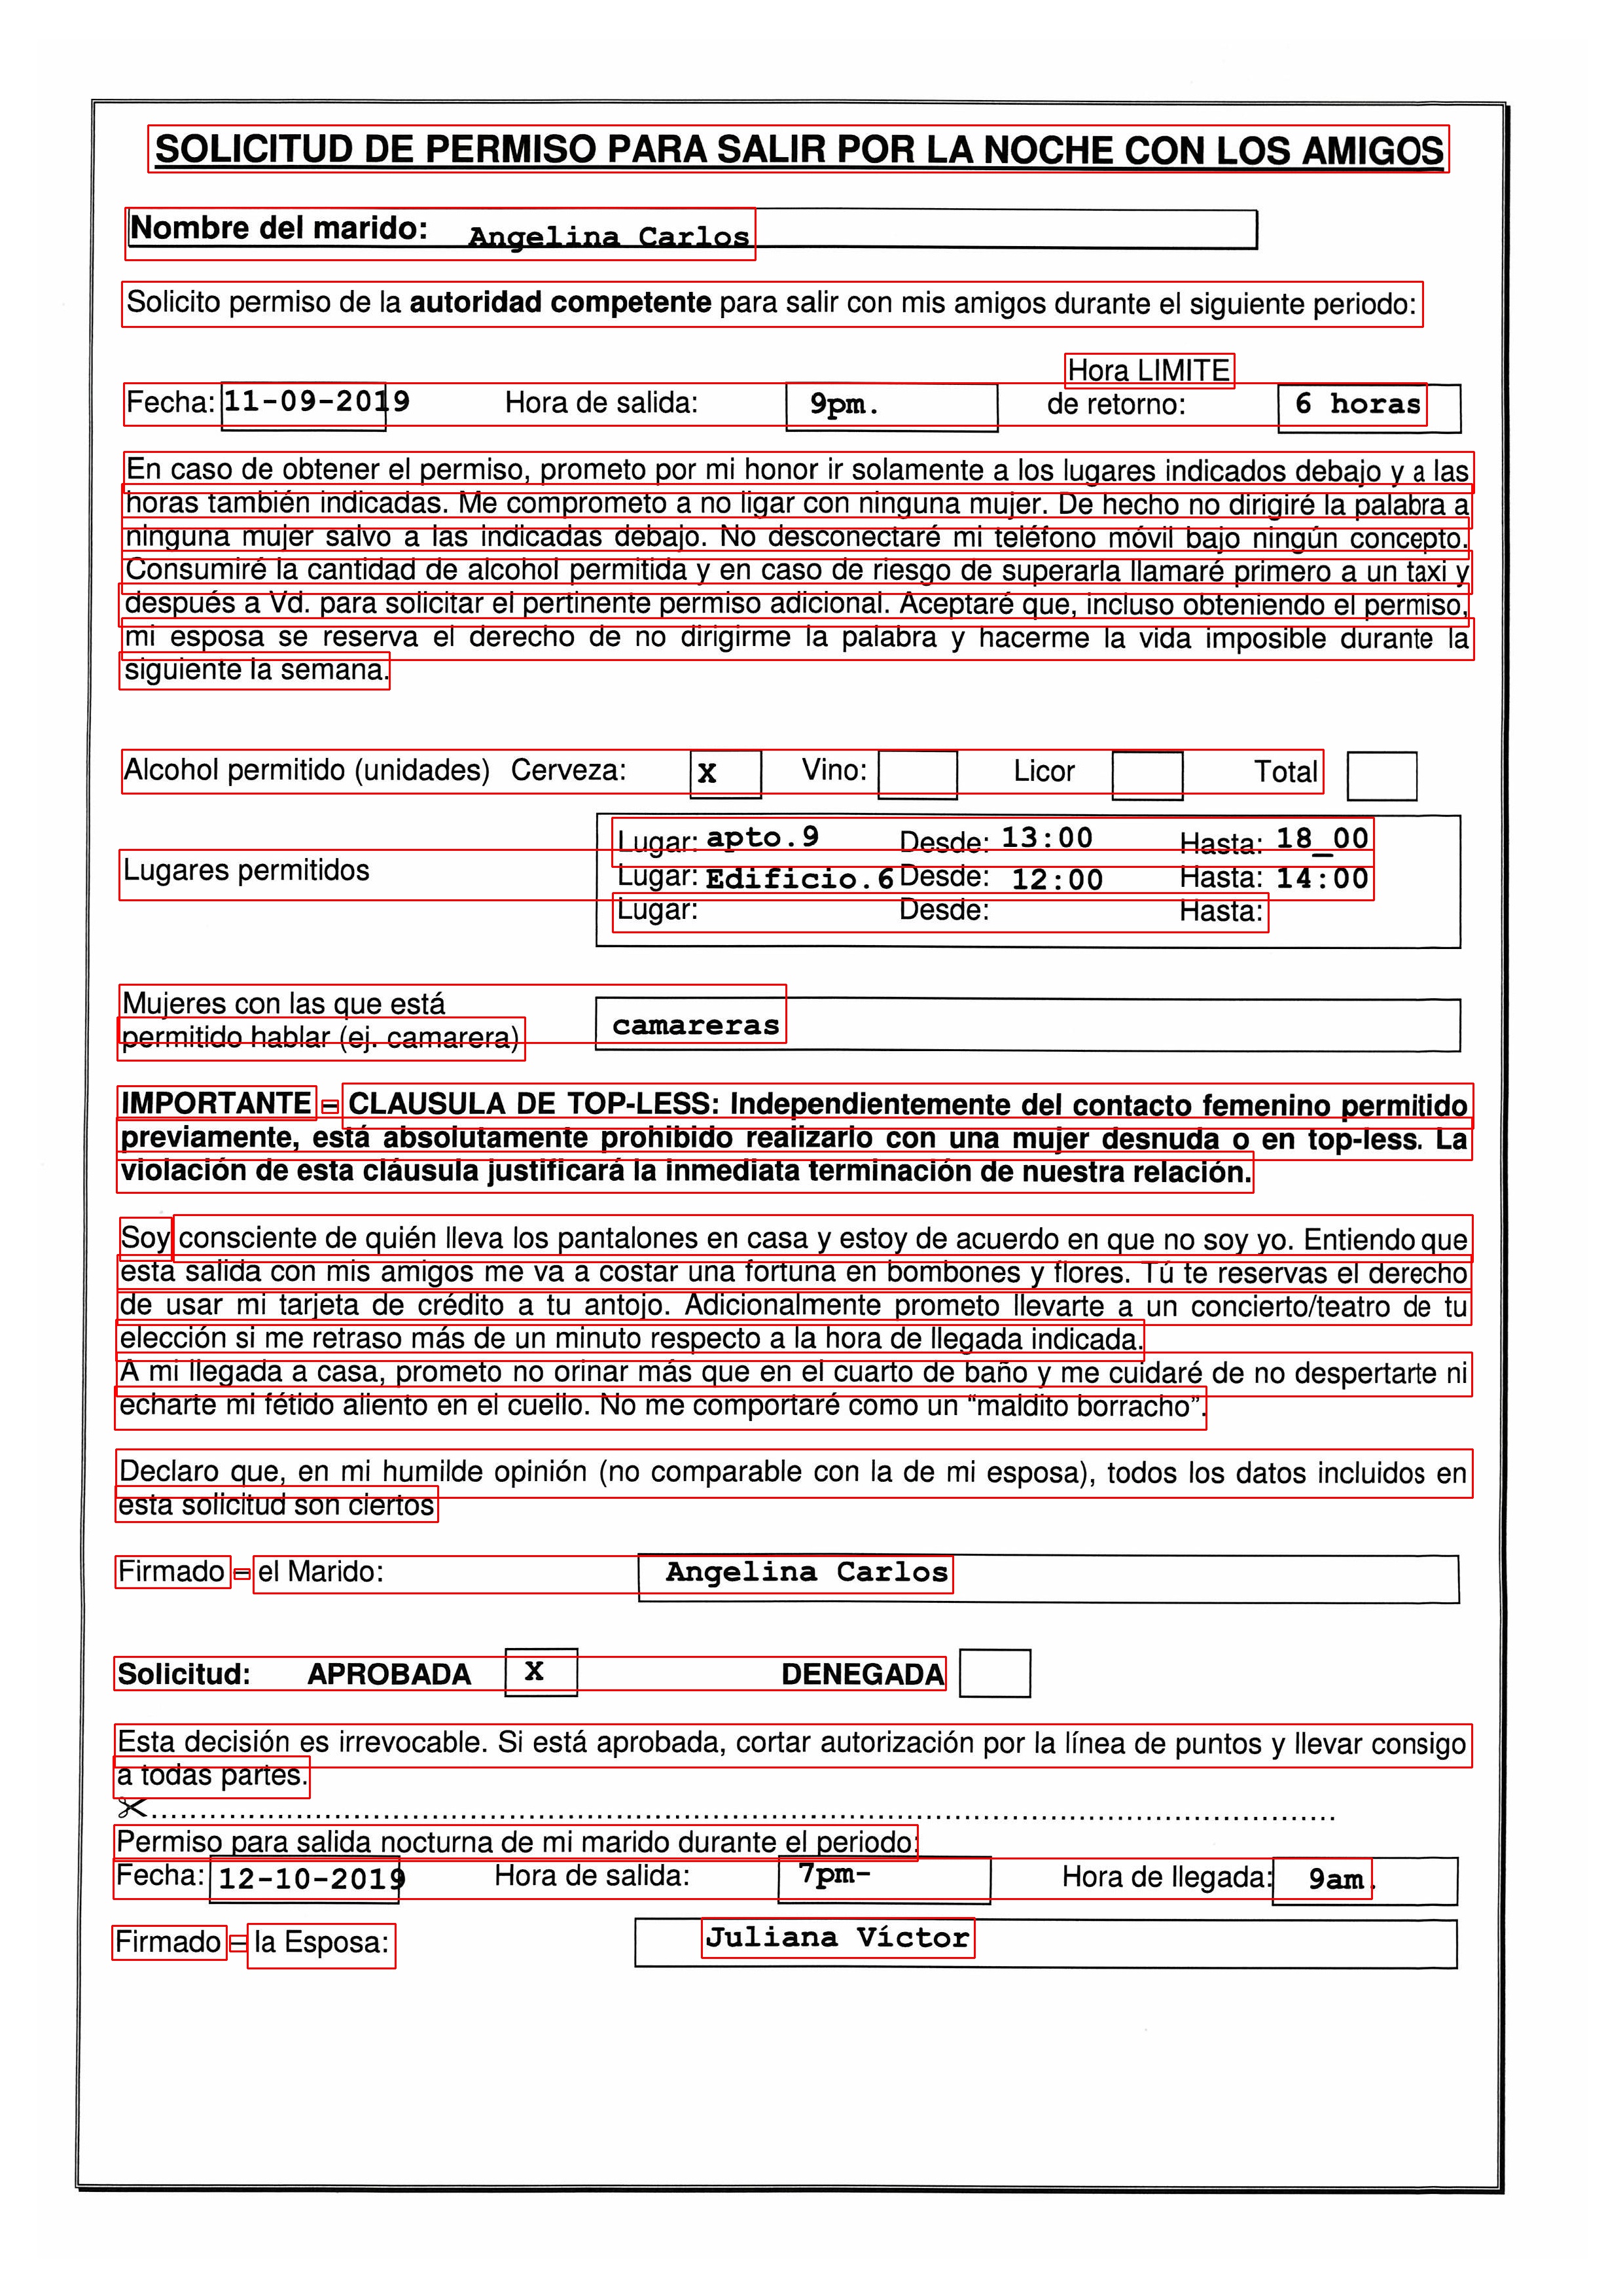 SOLICITUD DE PERMISO PARA SALIR POR LA NOCHE CON LOS AMIGOS
Nombre del marido: Angelina Carlos
Solicito permiso de la autoridad competente para salir con mis amigos durante el siguiente periodo:
Hora LIMITE
Fecha: 11-09-2019 Hora de salida: 9pm. de retorno: 6 horas
En caso de obtener el permiso, prometo por mi honor ir solamente a los lugares indicados debajo y a las
horas también indicadas. Me comprometo a no ligar con ninguna mujer. De hecho no dirigiré la palabra a
ninguna mujer salvo a las indicadas debajo. No desconectaré mi teléfono móvil bajo ningún concepto.
Consumiré la cantidad de alcohol permitida y en caso de riesgo de superarla llamaré primero a un taxi y
después a Vd. para solicitar el pertinente permiso adicional. Aceptaré que, incluso obteniendo el permiso,
mi esposa se reserva el derecho de no dirigirme la palabra y hacerme la vida imposible durante la
siguiente la semana.
Alcohol permitido (unidades) Cerveza: X Vino: Licor Total
Lugar: apto.9 Desde: 13:00 Hasta: 18_00
Lugares permitidos Lugar: Edificio.6 Desde: 12:00 Hasta: 14:00
Lugar: Desde: Hasta:
Mujeres con las que está camareras
permitido hablar (ej. camarera)
IMPORTANTE – CLAUSULA DE TOP-LESS: Independientemente del contacto femenino permitido
previamente, está absolutamente prohibido realizarlo con una mujer desnuda o en top-less. La
violación de esta cláusula justificará la inmediata terminación de nuestra relación.
Soy consciente de quién lleva los pantalones en casa y estoy de acuerdo en que no soy yo. Entiendo que
esta salida con mis amigos me va a costar una fortuna en bombones y flores. Tú te reservas el derecho
de usar mi tarjeta de crédito a tu antojo. Adicionalmente prometo llevarte a un concierto/teatro de tu
elección si me retraso más de un minuto respecto a la hora de llegada indicada.
A mi llegada a casa, prometo no orinar más que en el cuarto de baño y me cuidaré de no despertarte ni
echarte mi fétido aliento en el cuello. No me comportaré como un “maldito borracho”.
Declaro que, en mi humilde opinión (no comparable con la de mi esposa), todos los datos incluidos en
esta solicitud son ciertos
Firmado – el Marido: Angelina Carlos
Solicitud: APROBADA X DENEGADA
Esta decisión es irrevocable. Si está aprobada, cortar autorización por la línea de puntos y llevar consigo
a todas partes.
Permiso para salida nocturna de mi marido durante el periodo:
Fecha: 12-10-2019 Hora de salida: 7pm- Hora de llegada: 9am.
Firmado – la Esposa: Juliana Víctor